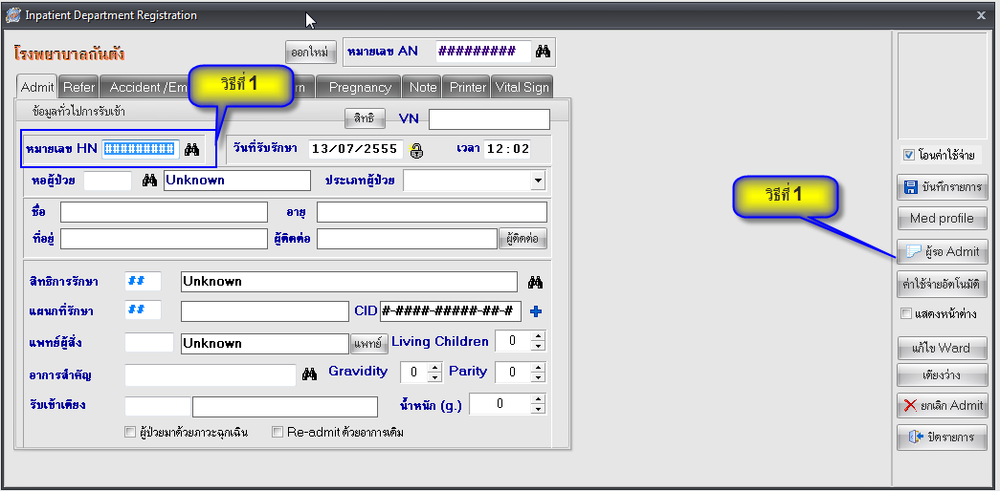 Inpatient Department Registration
โรงพยาบาลกันตัง
ออกใหม่
หมายเลข AN #########
Admit Refer Accident /Em rn Pregnancy Note Printer Vital Sign
วิธีที่ 1
ข้อมูลทั่วไปการรับเข้า
สิทธิ VN
หมายเลข HN ######### วันที่รับรักษา 13/07/2555 เวลา 12:02
หอผู้ป่วย Unknown ประเภทผู้ป่วย
ชื่อ อายุ
ที่อยู่ ผู้ติดต่อ ผู้ติดต่อ
สิทธิการรักษา ## Unknown
แผนกที่รักษา ## CID #-####-#####-##-#
แพทย์ผู้สั่ง Unknown แพทย์ Living Children 0
อาการสำคัญ Gravidity 0 Parity 0
รับเข้าเตียง น้ำหนัก (g.) 0
ผู้ป่วยมาด้วยภาวะฉุกเฉิน Re-admit ด้วยอาการเดิม
โอนค่าใช้จ่าย
บันทึกรายการ
Med profile
วิธีที่ 1
ผู้รอ Admit
ค่าใช้จ่ายอัตโนมัติ
แสดงหน้าต่าง
แก้ไข Ward
เตียงว่าง
ยกเลิก Admit
ปิดรายการ